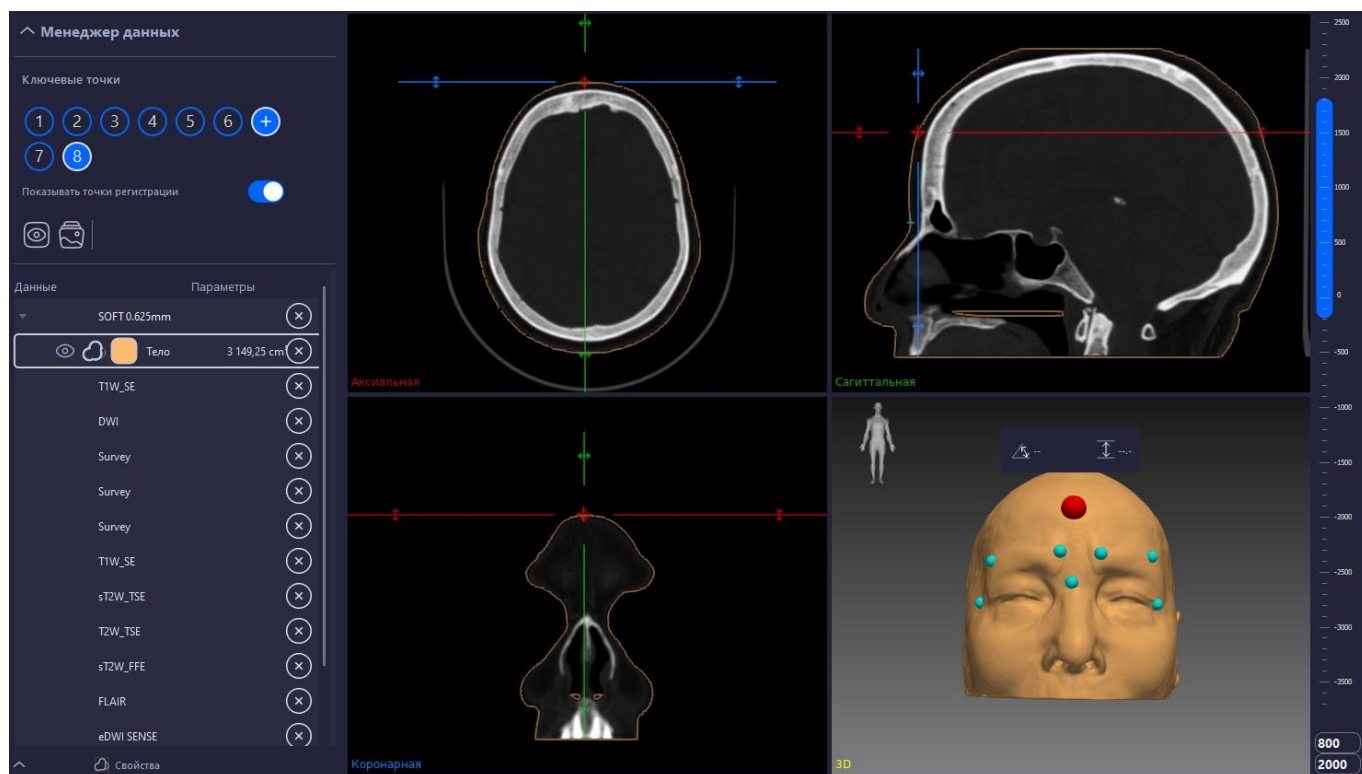 Менеджер данных
Ключевые точки
1 2 3 4 5 6 +
7 8
Показывать точки регистрации
Данные Параметры
SOFT 0.625mm
Тело 3 149,25 cm³
T1W_SE
DWI
Survey
Survey
Survey
T1W_SE
sT2W_TSE
T2W_TSE
sT2W_FFE
FLAIR
eDWI SENSE
Свойства
Аксиальная
Сагиттальная
Коронарная
-- --.-
3D
2500
2000
1500
1000
500
0
-500
-1000
-1500
-2000
-2500
-3000
-3500
800
2000